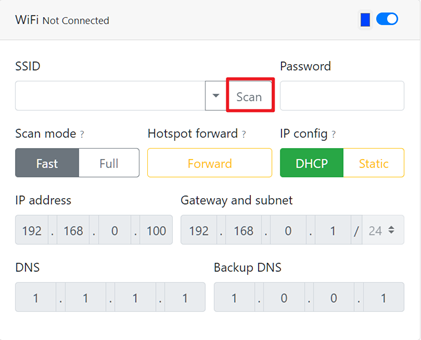 WiFi Not Connected
SSID Password
Scan
Scan mode ? Hotspot forward ? IP config ?
Fast Full Forward DHCP Static
IP address Gateway and subnet
192 . 168 . 0 . 100 192 . 168 . 0 . 1 / 24
DNS Backup DNS
1 . 1 . 1 . 1 1 . 0 . 0 . 1